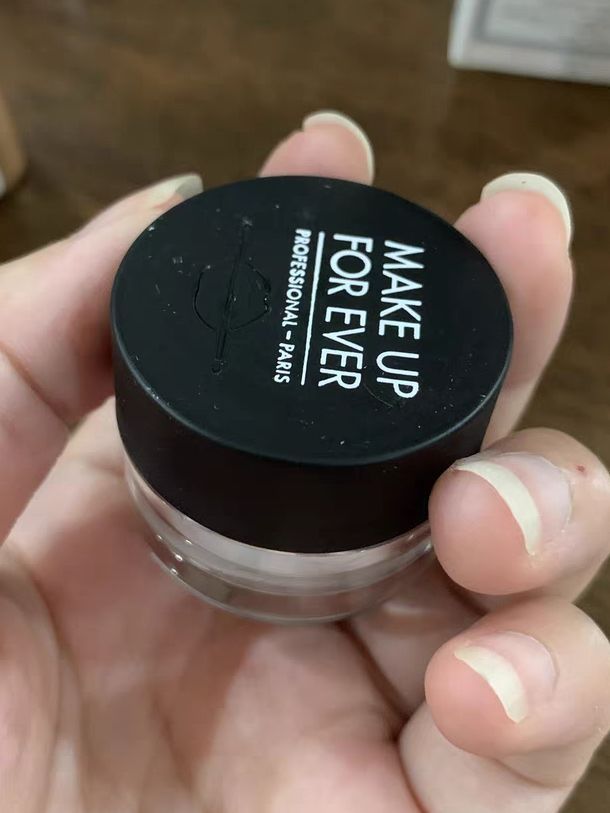 MAKE UP
FOR EVER
PROFESSIONAL – PARIS